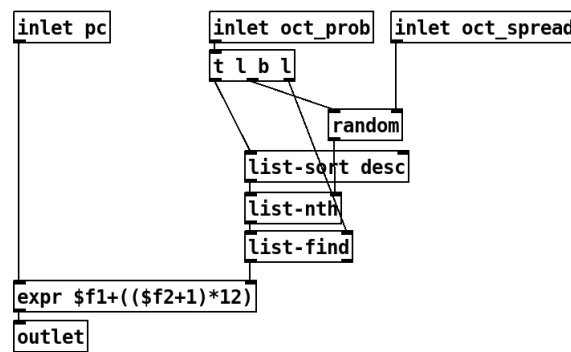 inlet pc
inlet oct_prob
inlet oct_spread
t l b l
random
list-sort desc
list-nth
list-find
expr $f1+(($f2+1)*12)
outlet